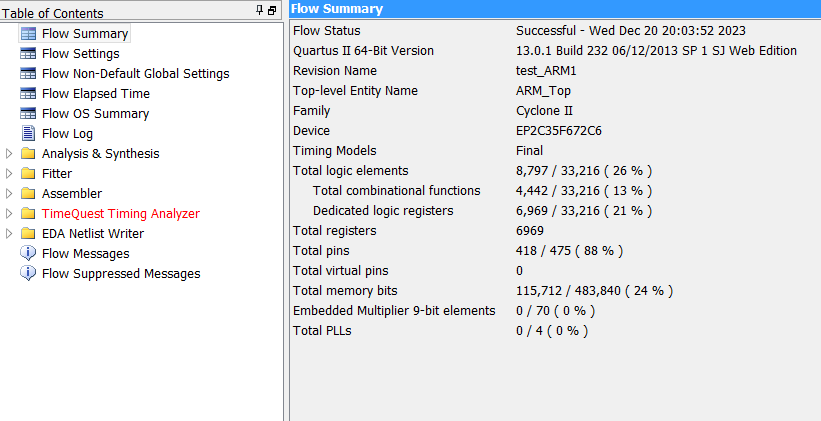 Table of Contents
Flow Summary
Flow Settings
Flow Non-Default Global Settings
Flow Elapsed Time
Flow OS Summary
Flow Log
Analysis & Synthesis
Fitter
Assembler
TimeQuest Timing Analyzer
EDA Netlist Writer
Flow Messages
Flow Suppressed Messages
Flow Summary
Flow Status Successful - Wed Dec 20 20:03:52 2023
Quartus II 64-Bit Version 13.0.1 Build 232 06/12/2013 SP 1 SJ Web Edition
Revision Name test_ARM1
Top-level Entity Name ARM_Top
Family Cyclone II
Device EP2C35F672C6
Timing Models Final
Total logic elements 8,797 / 33,216 ( 26 % )
Total combinational functions 4,442 / 33,216 ( 13 % )
Dedicated logic registers 6,969 / 33,216 ( 21 % )
Total registers 6969
Total pins 418 / 475 ( 88 % )
Total virtual pins 0
Total memory bits 115,712 / 483,840 ( 24 % )
Embedded Multiplier 9-bit elements 0 / 70 ( 0 % )
Total PLLs 0 / 4 ( 0 % )